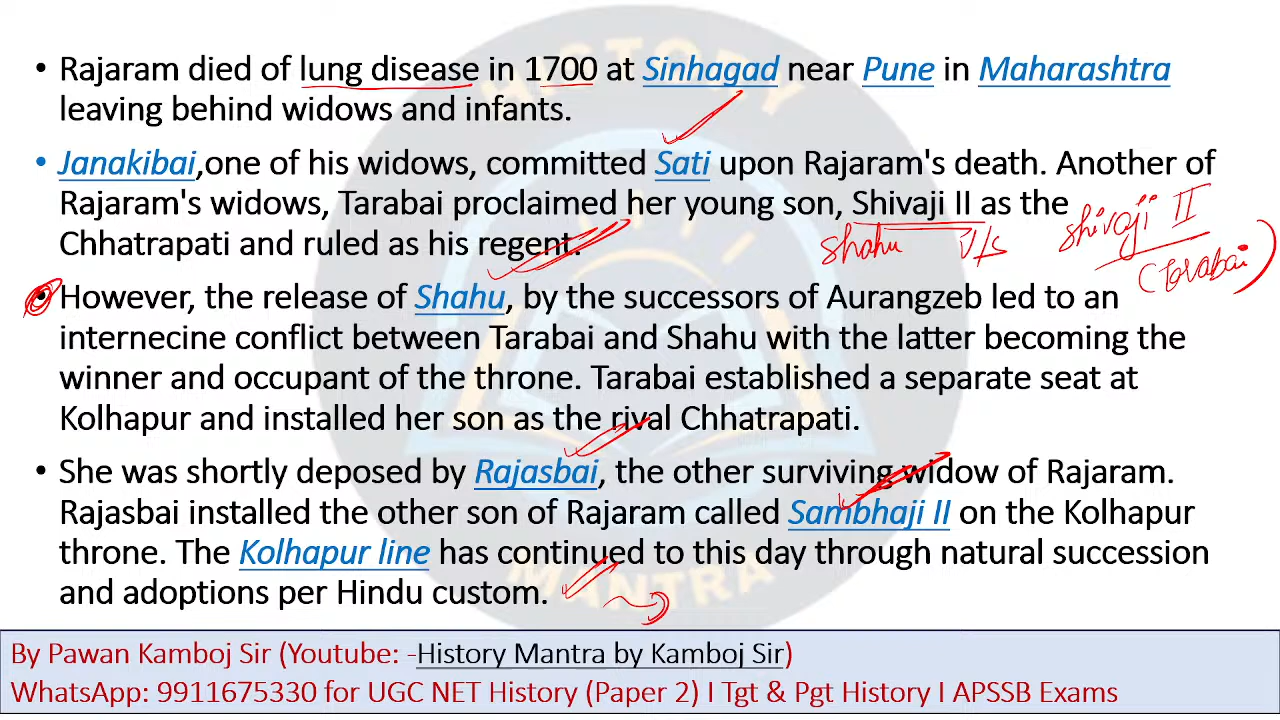 • Rajaram died of lung disease in 1700 at Sinhagad near Pune in Maharashtra
leaving behind widows and infants.
• Janakibai,one of his widows, committed Sati upon Rajaram's death. Another of
Rajaram's widows, Tarabai proclaimed her young son, Shivaji II as the
Chhatrapati and ruled as his regent.
Shahu V/s Shivaji II
(Tarabai)
• However, the release of Shahu, by the successors of Aurangzeb led to an
internecine conflict between Tarabai and Shahu with the latter becoming the
winner and occupant of the throne. Tarabai established a separate seat at
Kolhapur and installed her son as the rival Chhatrapati.
• She was shortly deposed by Rajasbai, the other surviving widow of Rajaram.
Rajasbai installed the other son of Rajaram called Sambhaji II on the Kolhapur
throne. The Kolhapur line has continued to this day through natural succession
and adoptions per Hindu custom.
HISTORY
MANTRA
By Pawan Kamboj Sir (Youtube: -History Mantra by Kamboj Sir)
WhatsApp: 9911675330 for UGC NET History (Paper 2) I Tgt & Pgt History I APSSB Exams